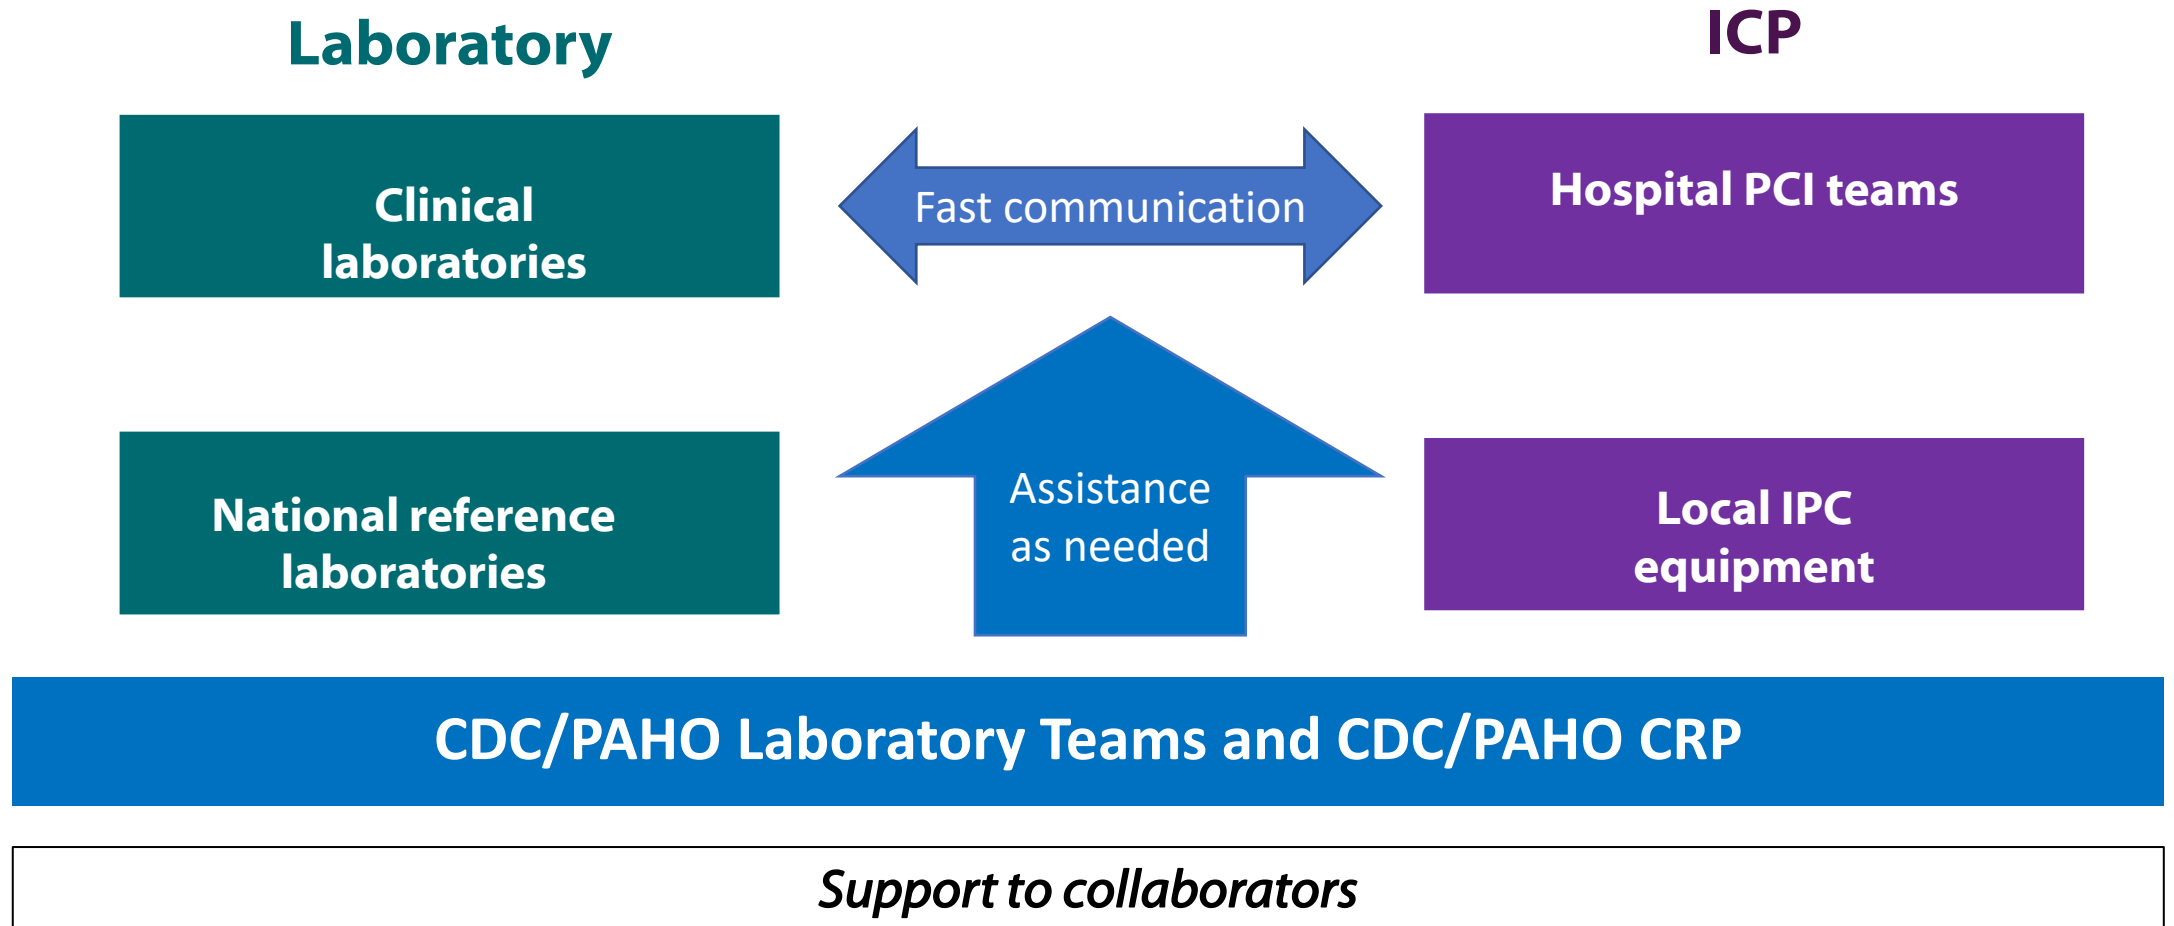 Laboratory
ICP
Clinical
laboratories
Fast communication
Hospital PCI teams
National reference
laboratories
Assistance
as needed
Local IPC
equipment
CDC/PAHO Laboratory Teams and CDC/PAHO CRP
Support to collaborators